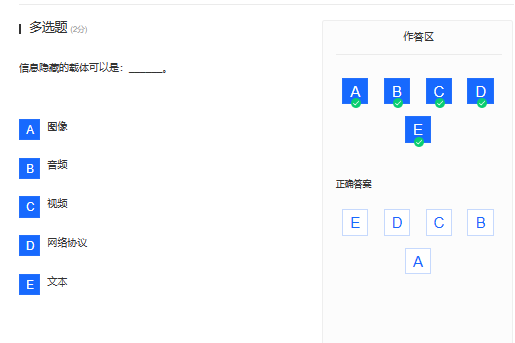 多选题 (2分)
信息隐藏的载体可以是：______。
A 图像
B 音频
C 视频
D 网络协议
E 文本
作答区
A B C D
E
正确答案
E D C B
A